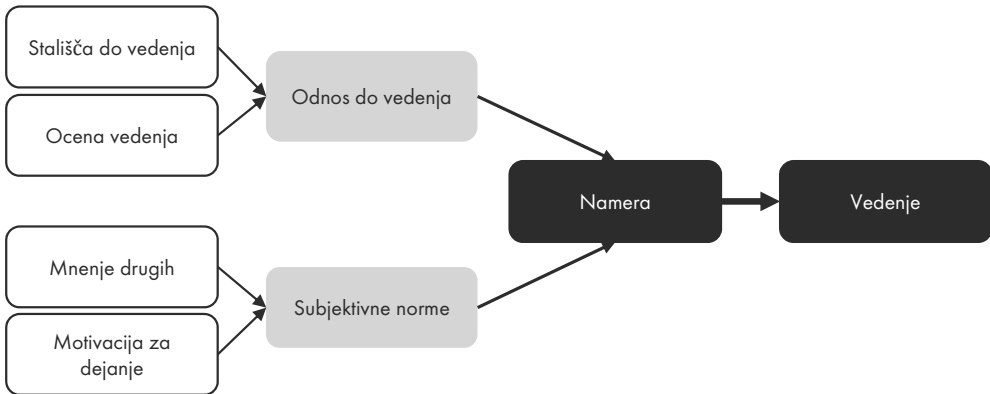 Stališča do vedenja
Ocena vedenja
Odnos do vedenja
Namera
Vedenje
Mnenje drugih
Motivacija za
dejanje
Subjektivne norme